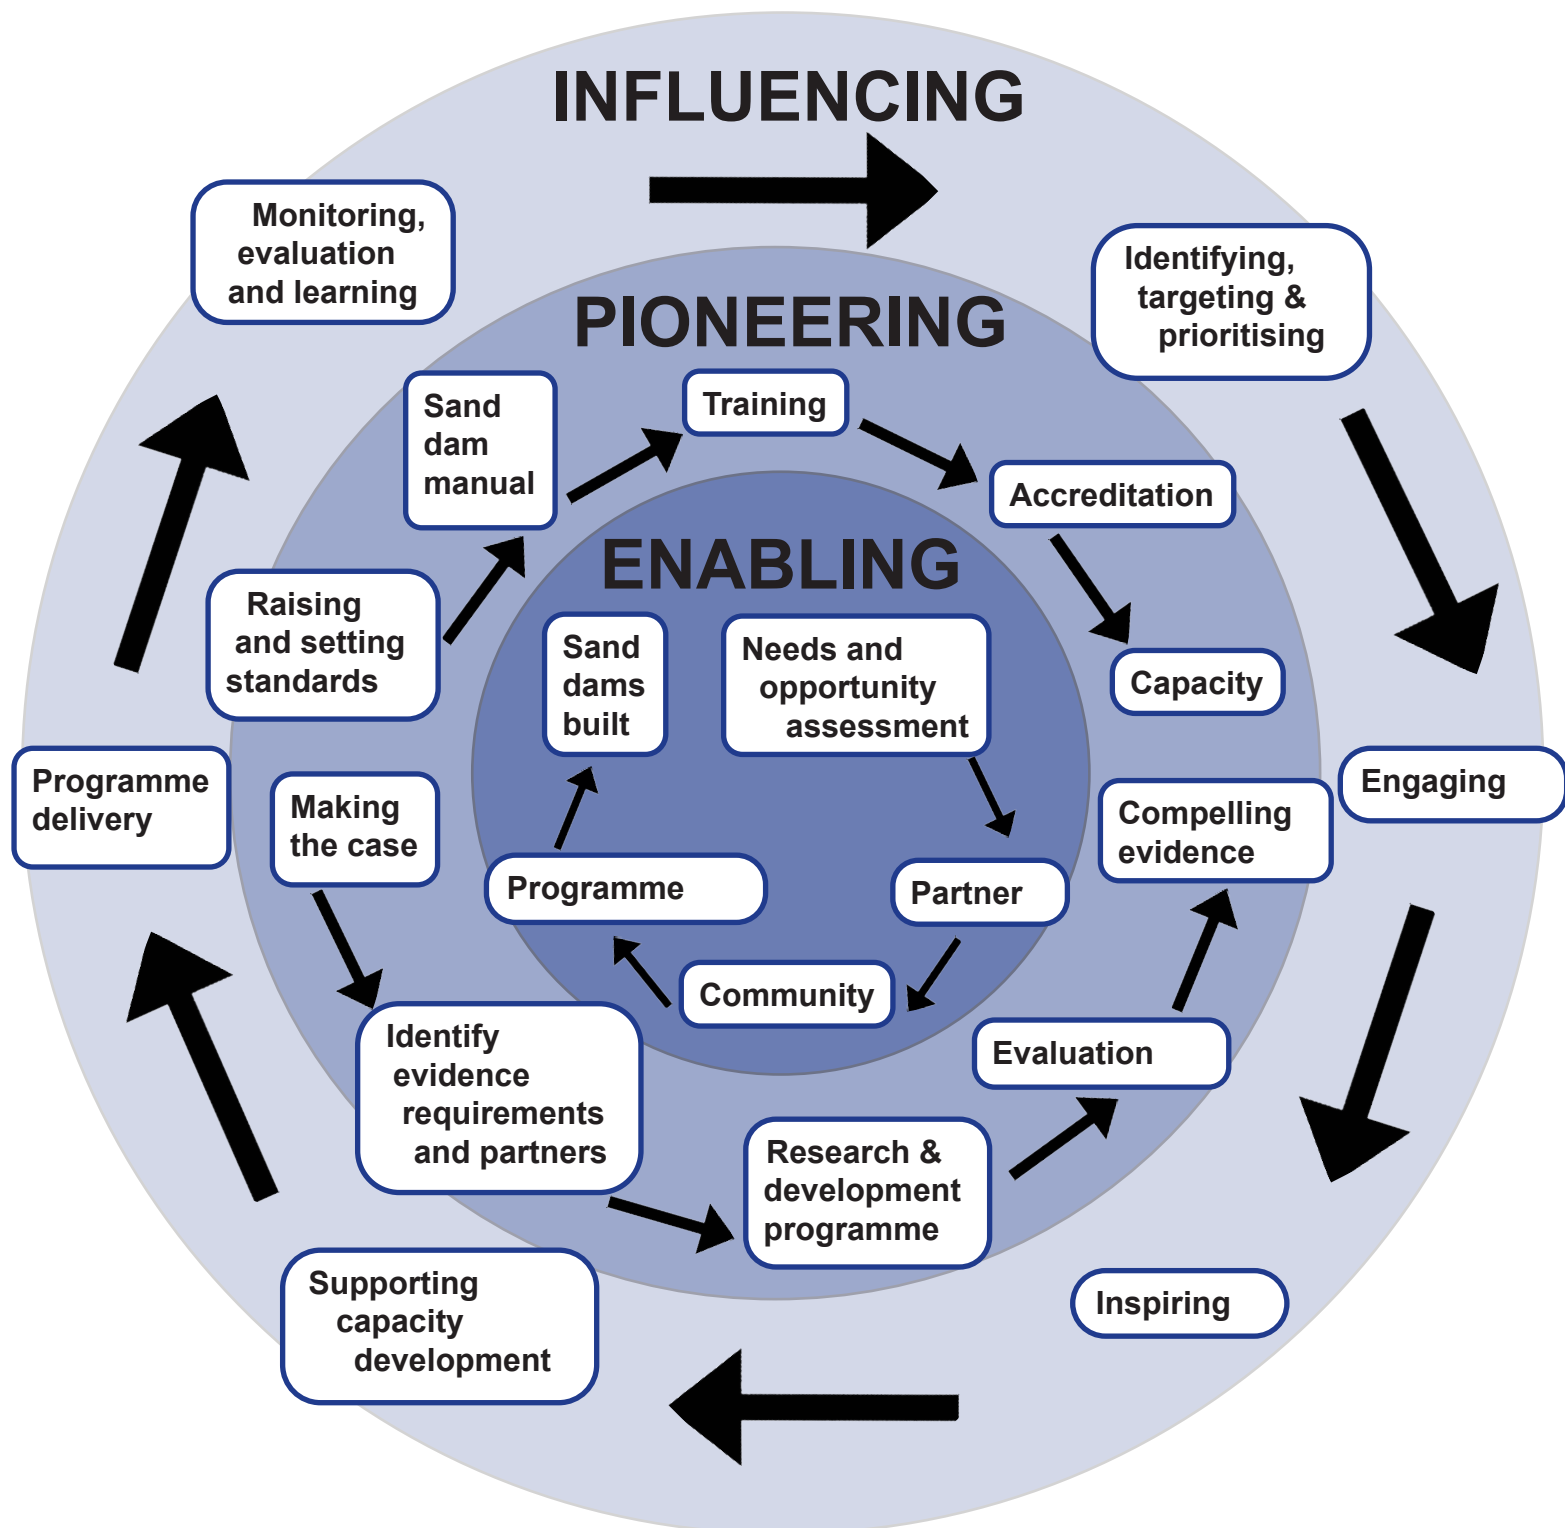 INFLUENCING
Monitoring,
evaluation
and learning
Identifying,
targeting &
prioritising
Engaging
Inspiring
Supporting
capacity
development
Programme
delivery
PIONEERING
Raising
and setting
standards
Sand
dam
manual
Training
Accreditation
Capacity
Making
the case
Identify
evidence
requirements
and partners
Research &
development
programme
Evaluation
Compelling
evidence
ENABLING
Needs and
opportunity
assessment
Partner
Community
Programme
Sand
dams
built